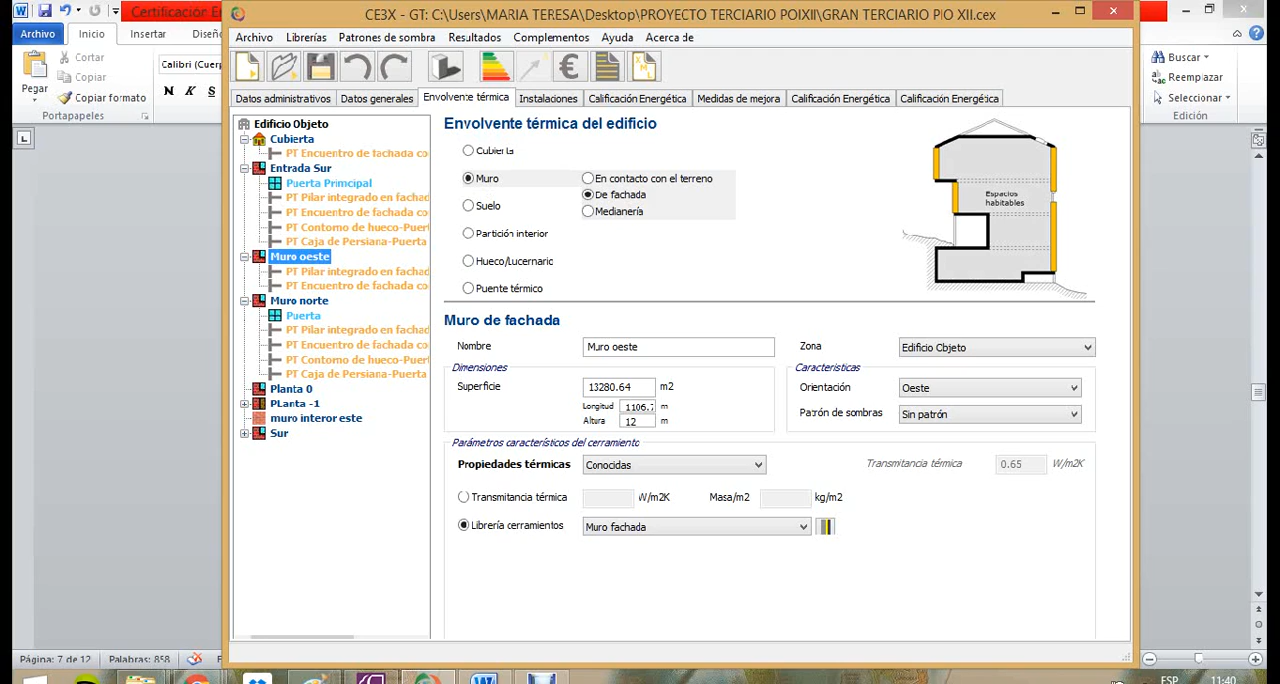 Certificación E
CE3X - GT: C:\Users\MARIA TERESA\Desktop\PROYECTO TERCIARIO POIXII\GRAN TERCIARIO PIO XII.cex
Archivo Inicio Insertar Diseñ
Archivo Librerías Patrones de sombra Resultados Complementos Ayuda Acerca de
Cortar
Copiar
Copiar formato
Pegar
Portapapeles
Calibri (Cuerp
N K S
Buscar
Reemplazar
Seleccionar
Edición
Datos administrativos Datos generales Envolvente térmica Instalaciones Calificación Energética Medidas de mejora Calificación Energética Calificación Energética
Edificio Objeto
Cubierta
PT Encuentro de fachada co
Entrada Sur
Puerta Principal
PT Pilar integrado en fachad
PT Encuentro de fachada co
PT Contorno de hueco-Puert
PT Caja de Persiana-Puerta
Muro oeste
PT Pilar integrado en fachad
PT Encuentro de fachada co
Muro norte
Puerta
PT Pilar integrado en fachad
PT Encuentro de fachada co
PT Contorno de hueco-Puert
PT Caja de Persiana-Puerta
Planta 0
PLanta -1
muro interor este
Sur
Envolvente térmica del edificio
Cubierta
Muro
Suelo
Partición interior
Hueco/Lucernario
Puente térmico
En contacto con el terreno
De fachada
Medianería
Espacios
habitables
Muro de fachada
Nombre Muro oeste Zona Edificio Objeto
Dimensiones
Superficie 13280.64 m2
Longitud 1106.7 m
Altura 12 m
Características
Orientación Oeste
Patrón de sombras Sin patrón
Parámetros característicos del cerramiento
Propiedades térmicas Conocidas Transmitancia térmica 0.65 W/m2K
Transmitancia térmica W/m2K Masa/m2 kg/m2
Librería cerramientos Muro fachada
Página: 7 de 12 Palabras: 858
ESP 11:40